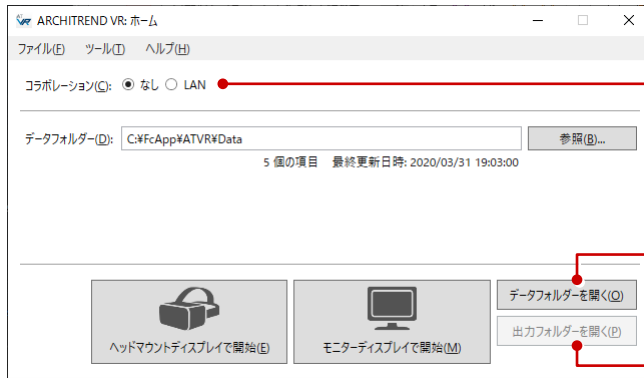 VR ARCHITREND VR: ホーム
ファイル(F) ツール(T) ヘルプ(H)
コラボレーション(C): なし LAN
データフォルダー(D): C:¥FcApp¥ATVR¥Data 参照(B)...
5 個の項目 最終更新日時: 2020/03/31 19:03:00
データフォルダーを開く(O)
出力フォルダーを開く(P)
ヘッドマウントディスプレイで開始(E) モニターディスプレイで開始(M)